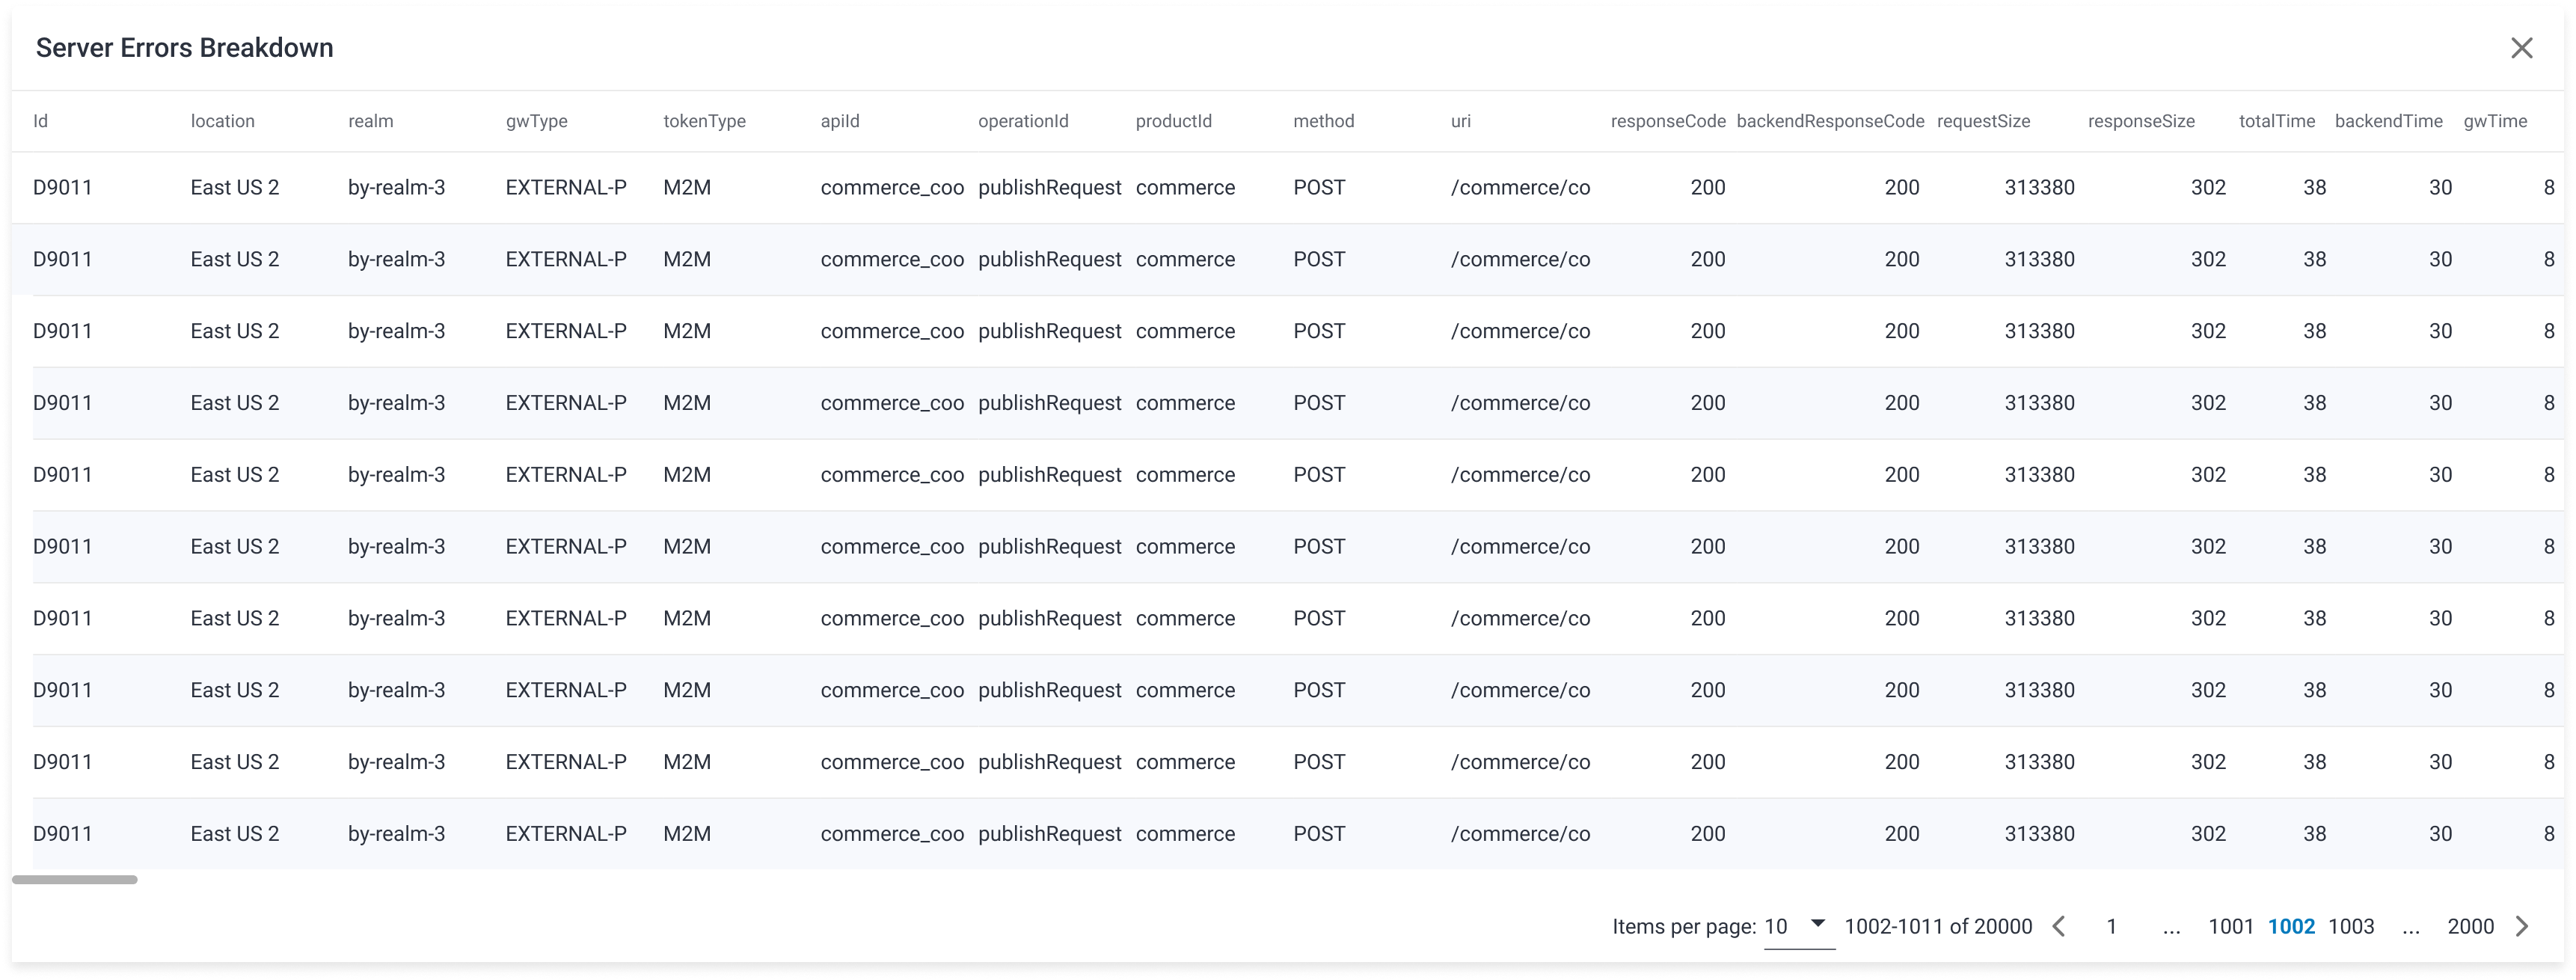 Server Errors Breakdown
Id location realm gwType tokenType apiId operationId productId method uri responseCode backendResponseCode requestSize responseSize totalTime backendTime gwTime
D9011 East US 2 by-realm-3 EXTERNAL-P M2M commerce_coo publishRequest commerce POST /commerce/co 200 200 313380 302 38 30 8
D9011 East US 2 by-realm-3 EXTERNAL-P M2M commerce_coo publishRequest commerce POST /commerce/co 200 200 313380 302 38 30 8
D9011 East US 2 by-realm-3 EXTERNAL-P M2M commerce_coo publishRequest commerce POST /commerce/co 200 200 313380 302 38 30 8
D9011 East US 2 by-realm-3 EXTERNAL-P M2M commerce_coo publishRequest commerce POST /commerce/co 200 200 313380 302 38 30 8
D9011 East US 2 by-realm-3 EXTERNAL-P M2M commerce_coo publishRequest commerce POST /commerce/co 200 200 313380 302 38 30 8
D9011 East US 2 by-realm-3 EXTERNAL-P M2M commerce_coo publishRequest commerce POST /commerce/co 200 200 313380 302 38 30 8
D9011 East US 2 by-realm-3 EXTERNAL-P M2M commerce_coo publishRequest commerce POST /commerce/co 200 200 313380 302 38 30 8
D9011 East US 2 by-realm-3 EXTERNAL-P M2M commerce_coo publishRequest commerce POST /commerce/co 200 200 313380 302 38 30 8
D9011 East US 2 by-realm-3 EXTERNAL-P M2M commerce_coo publishRequest commerce POST /commerce/co 200 200 313380 302 38 30 8
D9011 East US 2 by-realm-3 EXTERNAL-P M2M commerce_coo publishRequest commerce POST /commerce/co 200 200 313380 302 38 30 8
Items per page: 10 1002-1011 of 20000 1 ... 1001 1002 1003 ... 2000